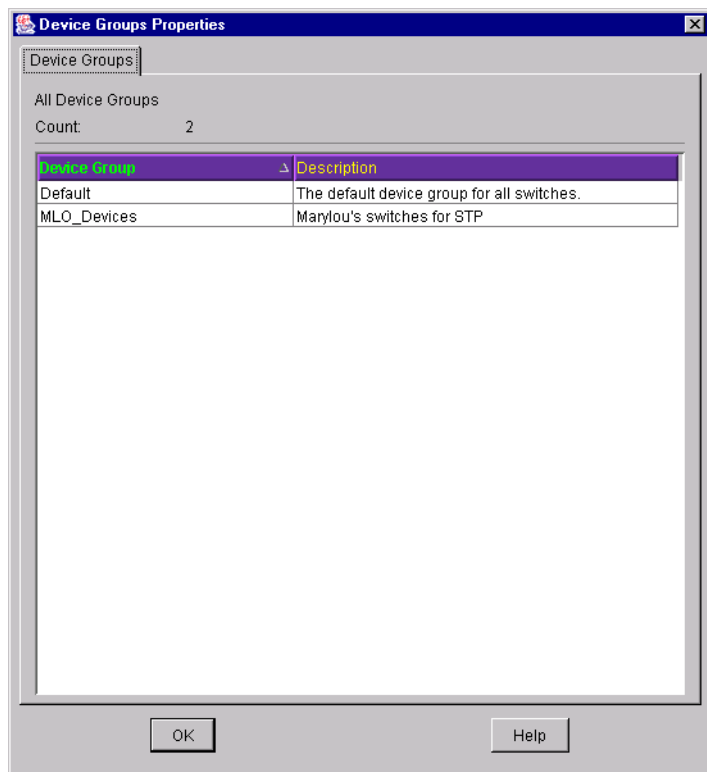 Device Groups Properties
Device Groups
All Device Groups
Count: 2
Device Group Description
Default The default device group for all switches.
MLO_Devices Marylou's switches for STP
OK Help